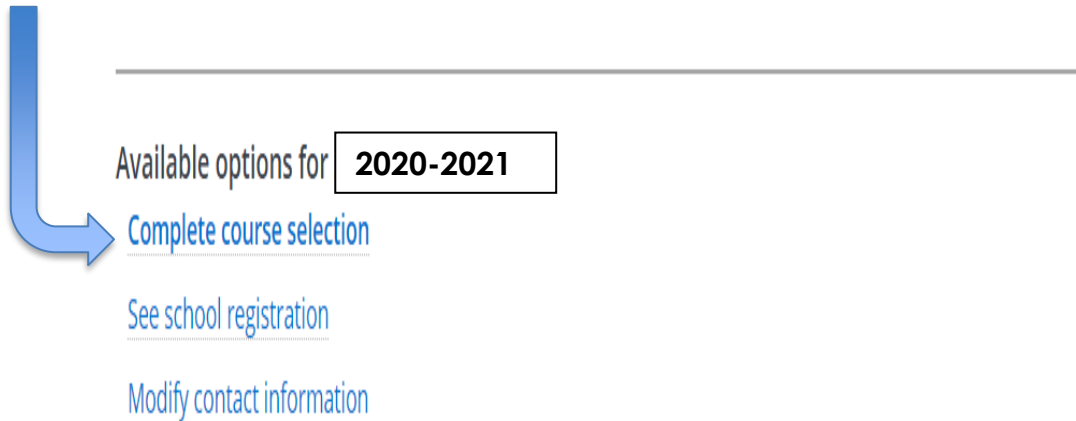 Available options for 2020-2021
Complete course selection
See school registration
Modify contact information